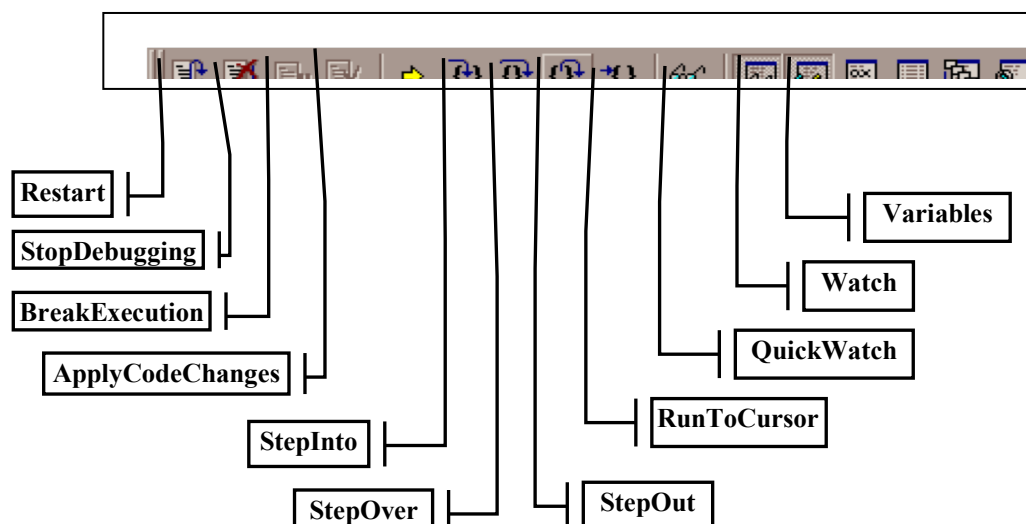 Restart
Variables
StopDebugging
Watch
BreakExecution
QuickWatch
ApplyCodeChanges
RunToCursor
StepInto
StepOut
StepOver